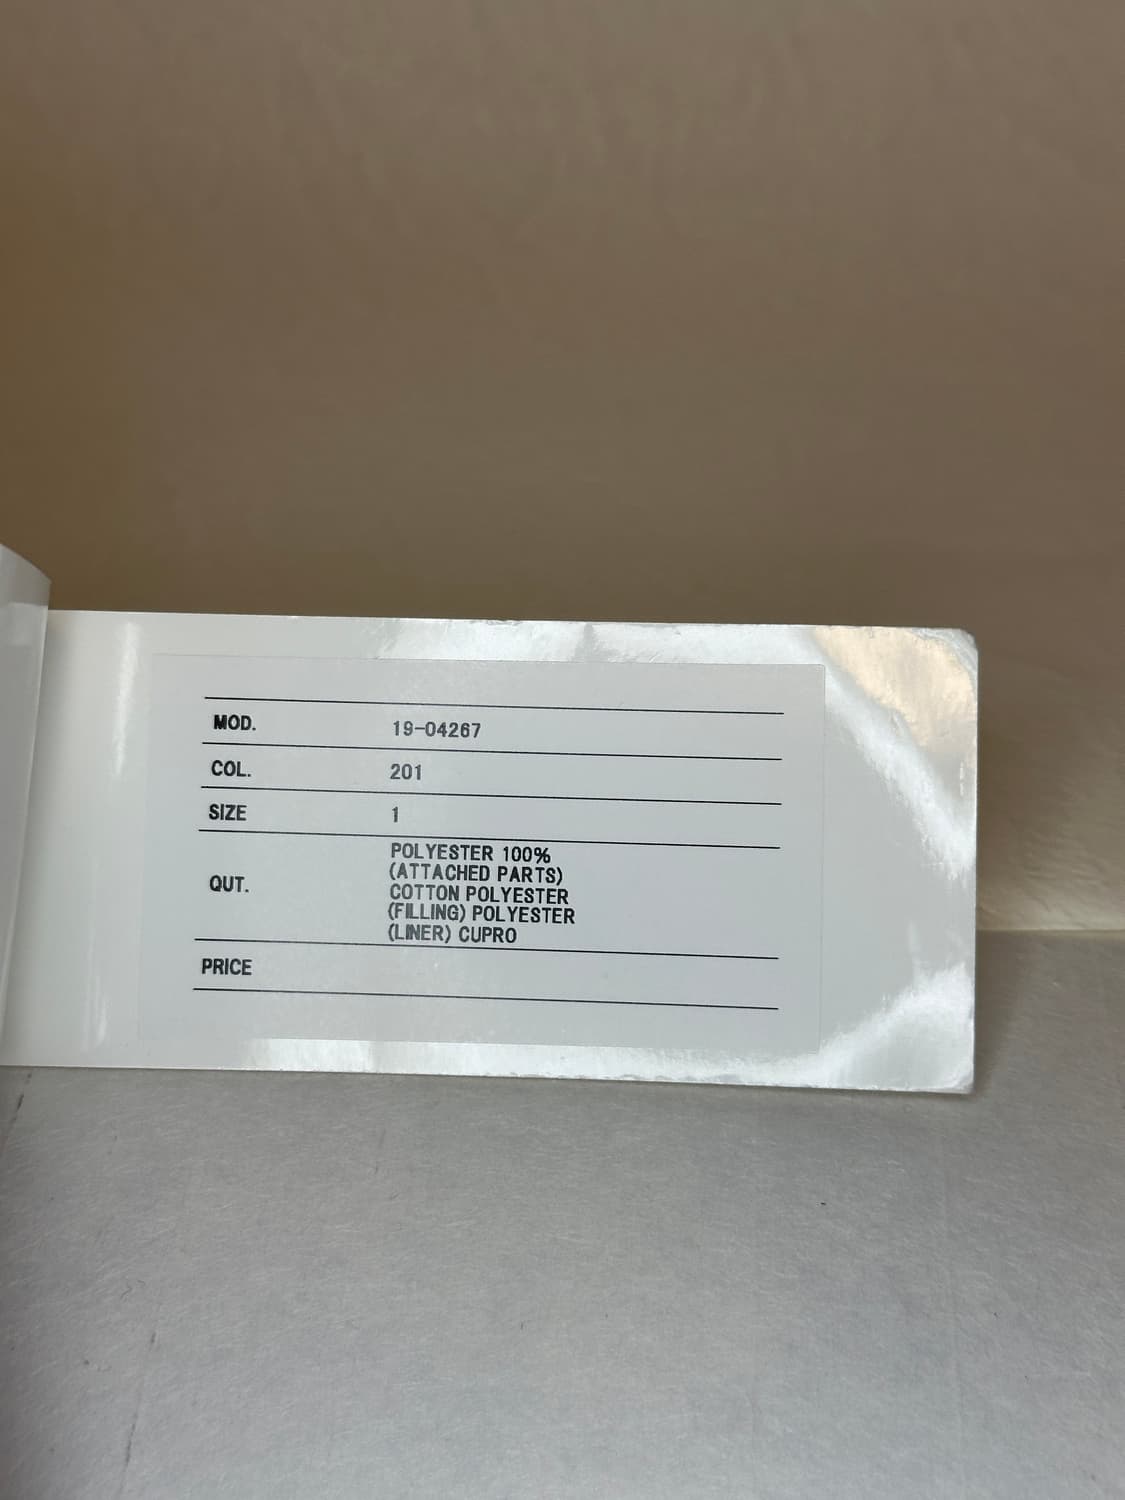 MOD. 19-04267
COL. 201
SIZE 1
QUT. POLYESTER 100%
(ATTACHED PARTS)
COTTON POLYESTER
(FILLING) POLYESTER
(LINER) CUPRO
PRICE